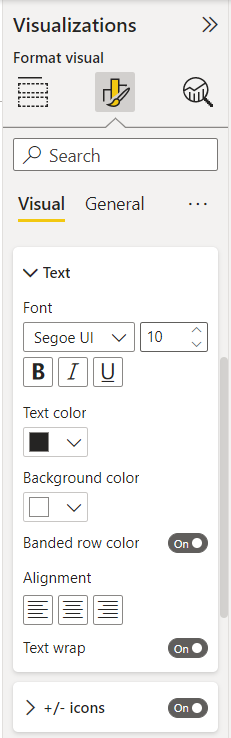 Visualizations
Format visual
Search
Visual General ...
Text
Font
Segoe UI 10
B I U
Text color
Background color
Banded row color On
Alignment
Text wrap On
+/- icons On